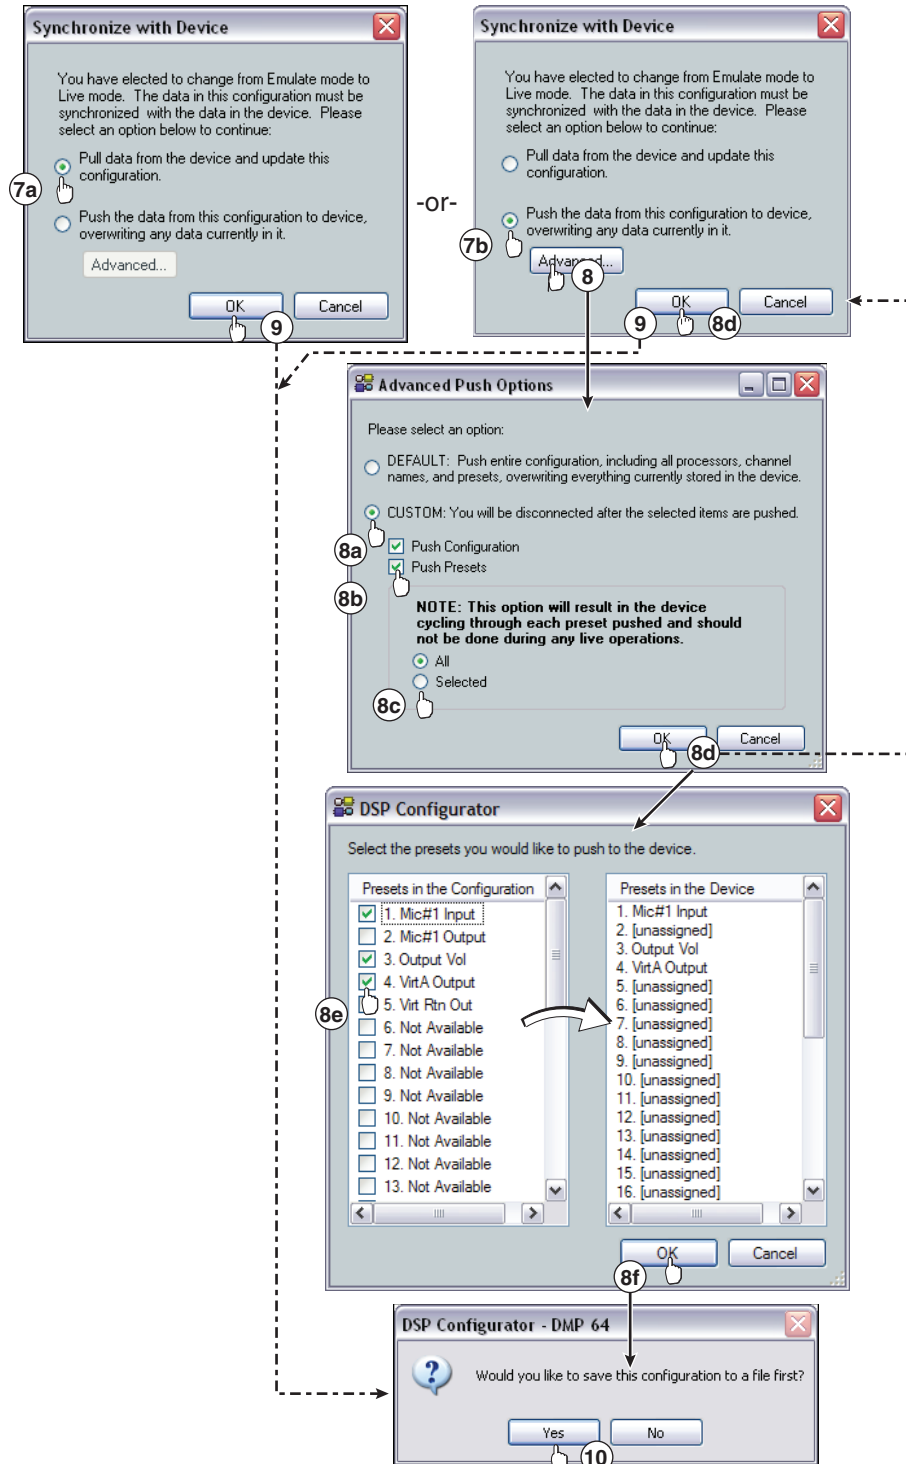 Synchronize with Device
You have elected to change from Emulate mode to
Live mode. The data in this configuration must be
synchronized with the data in the device. Please
select an option below to continue:
Pull data from the device and update this
configuration.
7a
Push the data from this configuration to device,
overwriting any data currently in it.
Advanced...
OK
Cancel
9
-or-
Synchronize with Device
You have elected to change from Emulate mode to
Live mode. The data in this configuration must be
synchronized with the data in the device. Please
select an option below to continue:
Pull data from the device and update this
configuration.
Push the data from this configuration to device,
overwriting any data currently in it.
7b
Advanced...
8
OK
Cancel
9
8d
Advanced Push Options
Please select an option:
DEFAULT: Push entire configuration, including all processors, channel
names, and presets, overwriting everything currently stored in the device.
CUSTOM: You will be disconnected after the selected items are pushed.
8a
Push Configuration
Push Presets
8b
NOTE: This option will result in the device
cycling through each preset pushed and should
not be done during any live operations.
All
Selected
8c
OK
Cancel
8d
DSP Configurator
Select the presets you would like to push to the device.
Presets in the Configuration
1. Mic#1 Input
2. Mic#1 Output
3. Output Vol
4. VirtA Output
5. Virt Rtn Out
6. Not Available
7. Not Available
8. Not Available
9. Not Available
10. Not Available
11. Not Available
12. Not Available
13. Not Available
8e
Presets in the Device
1. Mic#1 Input
2. [unassigned]
3. Output Vol
4. VirtA Output
5. [unassigned]
6. [unassigned]
7. [unassigned]
8. [unassigned]
9. [unassigned]
10. [unassigned]
11. [unassigned]
12. [unassigned]
13. [unassigned]
14. [unassigned]
15. [unassigned]
16. [unassigned]
OK
Cancel
8f
DSP Configurator - DMP 64
Would you like to save this configuration to a file first?
Yes
No
10